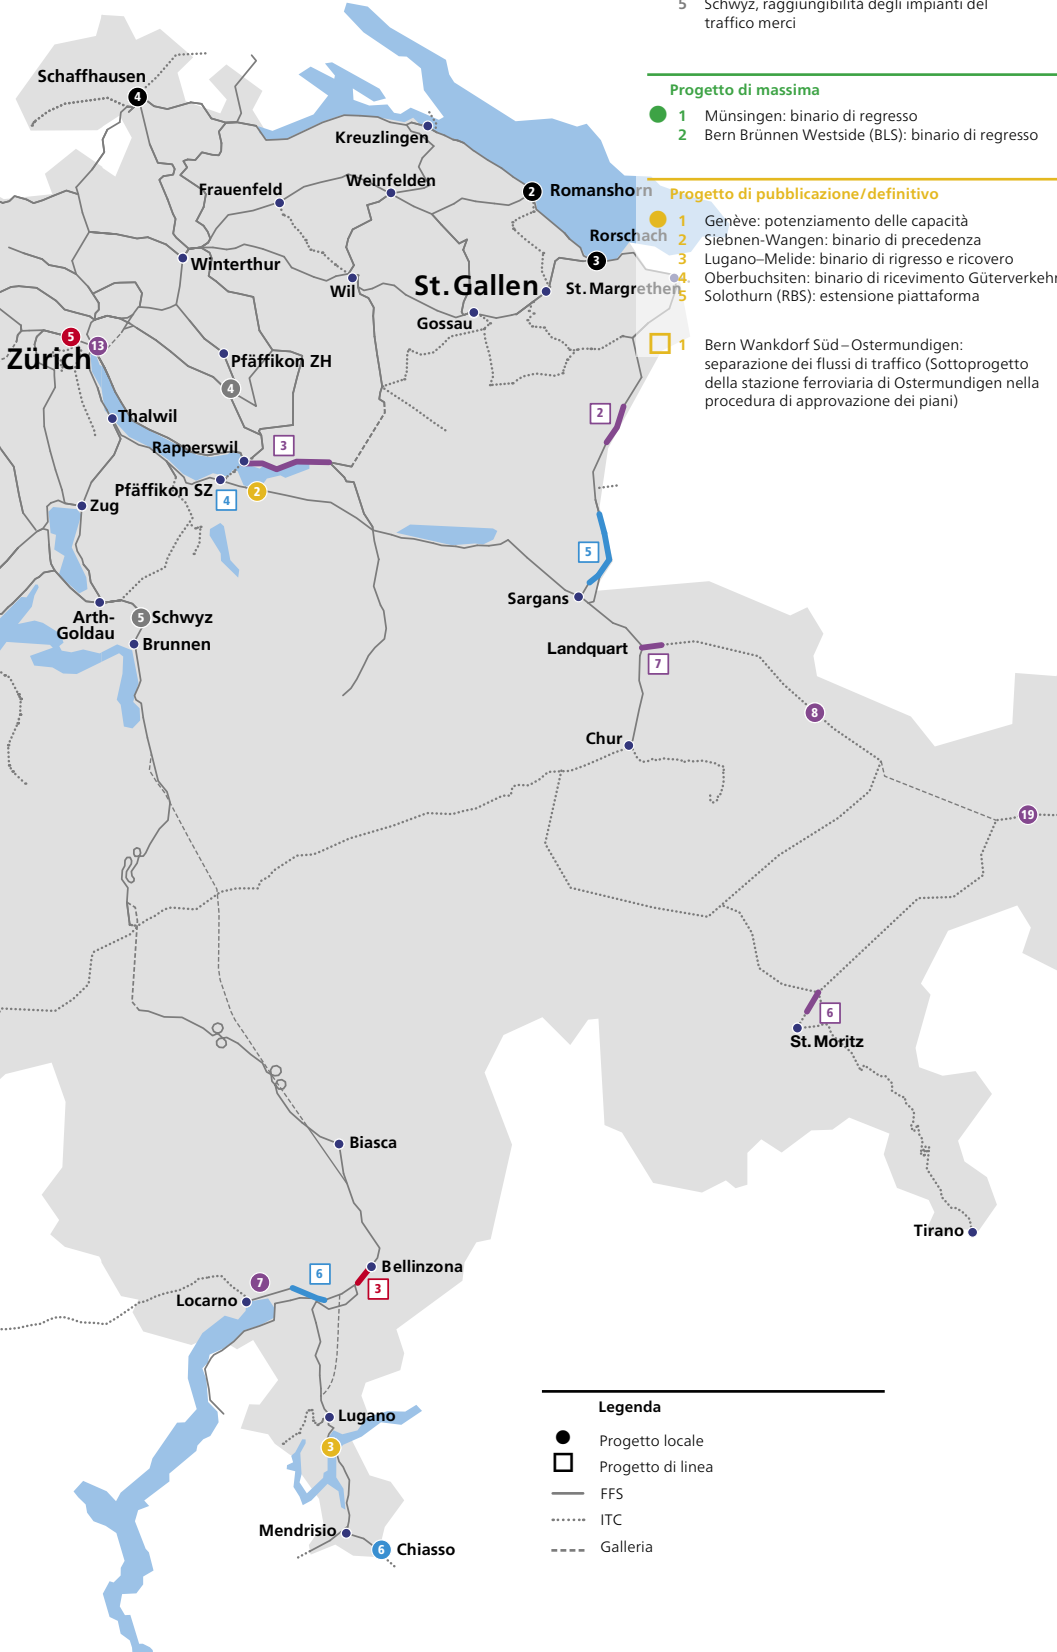 5 Schwyz, raggiungibilità degli impianti del
traffico merci
Progetto di massima
1 Münsingen: binario di regresso
2 Bern Brünnen Westside (BLS): binario di regresso
Progetto di pubblicazione/definitivo
1 Genève: potenziamento delle capacità
2 Siebnen-Wangen: binario di precedenza
3 Lugano–Melide: binario di rigresso e ricovero
4 Oberbuchsiten: binario di ricevimento Güterverkehr
5 Solothurn (RBS): estensione piattaforma
1 Bern Wankdorf Süd–Ostermundigen:
separazione dei flussi di traffico (Sottoprogetto
della stazione ferroviaria di Ostermundigen nella
procedura di approvazione dei piani)
Schaffhausen
4
Kreuzlingen
Frauenfeld
Weinfelden
2 Romanshorn
Rorschach
3
Winterthur
Wil
St. Gallen
St. Margrethen
Gossau
5
13
Zürich
Pfäffikon ZH
4
Thalwil
2
Rapperswil
3
Pfäffikon SZ
4
2
Zug
5
Sargans
Arth-
Goldau
5 Schwyz
Brunnen
Landquart
7
8
Chur
19
6
St. Moritz
Biasca
Tirano
Bellinzona
6
7
3
Locarno
Lugano
3
Mendrisio
6 Chiasso
Legenda
Progetto locale
Progetto di linea
FFS
ITC
Galleria